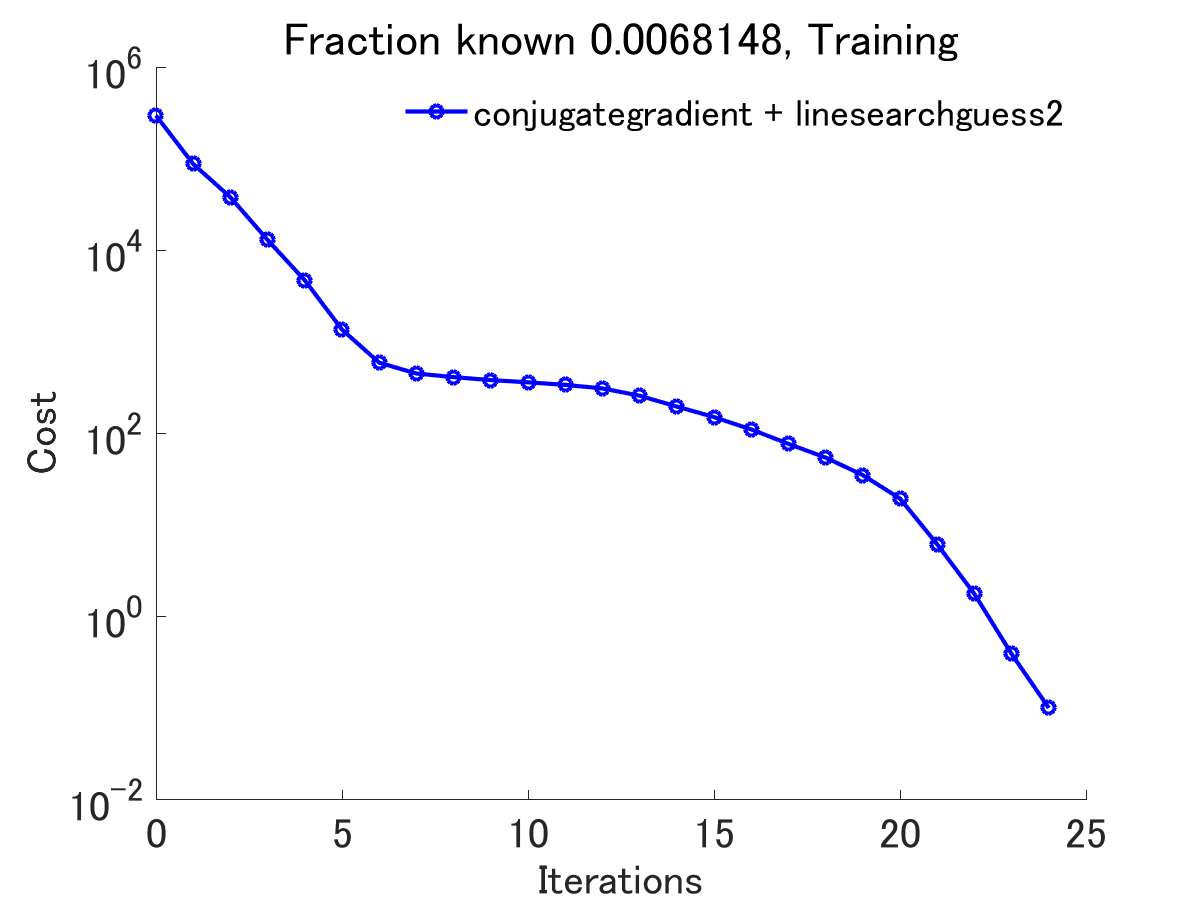 Fraction known 0.0068148, Training
conjugategradient + linesearchguess2
10^6
10^4
10^2
10^0
10^-2
Cost
0 5 10 15 20 25
Iterations